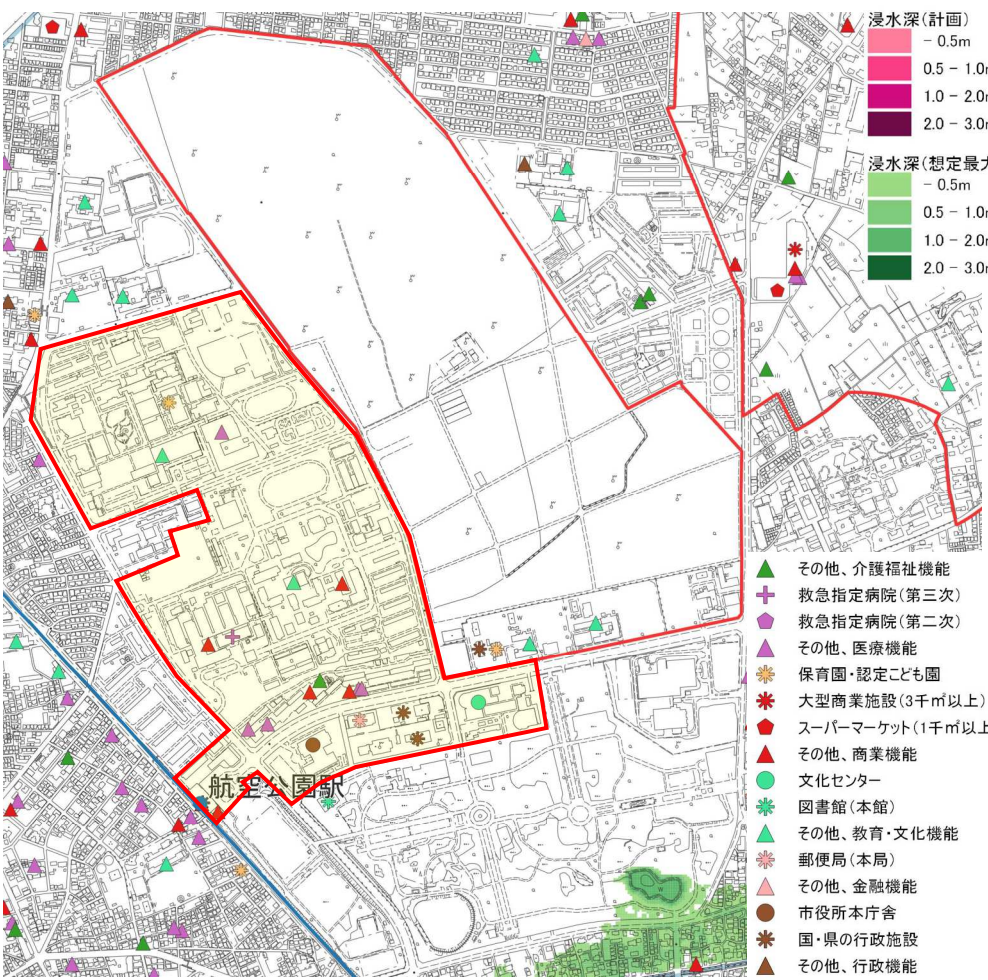 浸水深(計画)
- 0.5m
0.5 - 1.0m
1.0 - 2.0m
2.0 - 3.0m
浸水深(想定最大
- 0.5m
0.5 - 1.0m
1.0 - 2.0m
2.0 - 3.0m
その他、介護福祉機能
救急指定病院(第三次)
救急指定病院(第二次)
その他、医療機能
保育園・認定こども園
大型商業施設(3千㎡以上)
スーパーマーケット(1千㎡以上
その他、商業機能
文化センター
図書館(本館)
その他、教育・文化機能
郵便局(本局)
その他、金融機能
市役所本庁舎
国・県の行政施設
その他、行政機能
航空公園駅